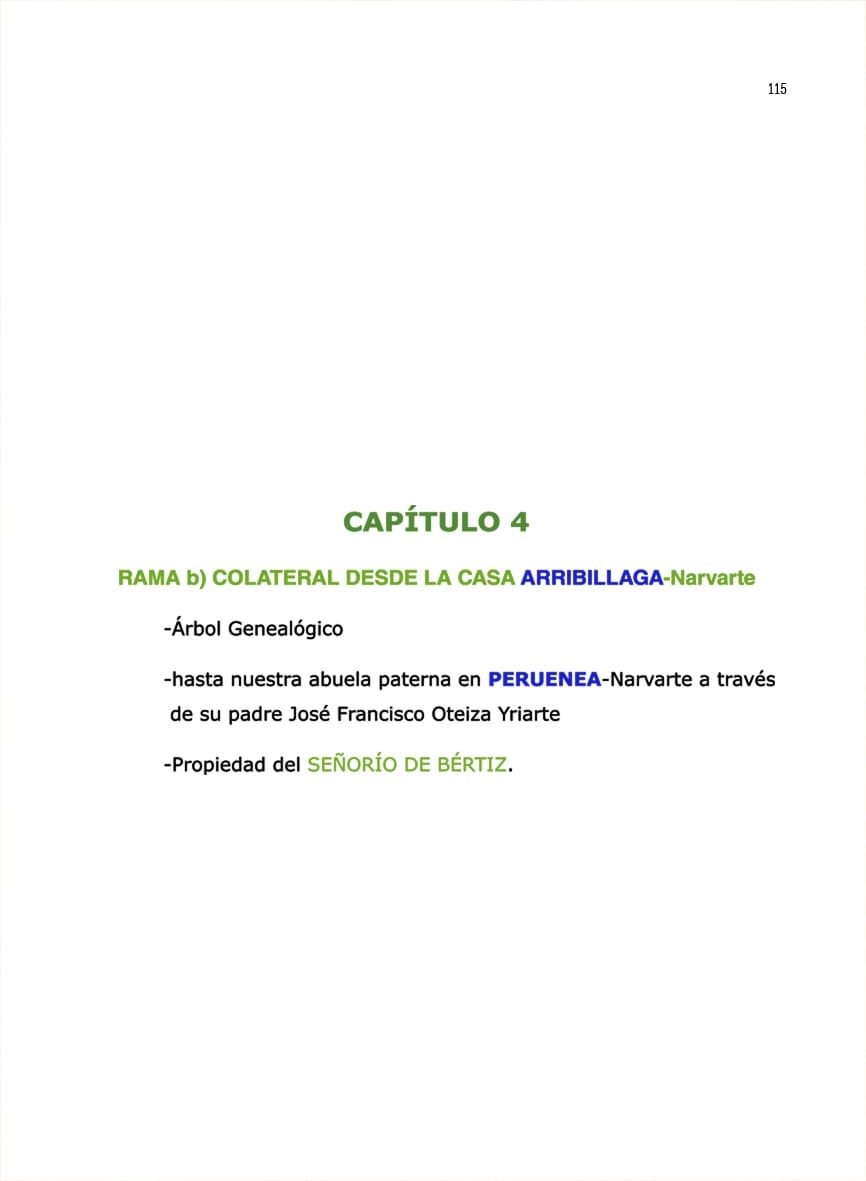 115
CAPÍTULO 4
RAMA b) COLATERAL DESDE LA CASA ARRIBILLAGA-Narvarte
-Árbol Genealógico
-hasta nuestra abuela paterna en PERUENEA-Narvarte a través
de su padre José Francisco Oteiza Yriarte
-Propiedad del SEÑORÍO DE BÉRTIZ.